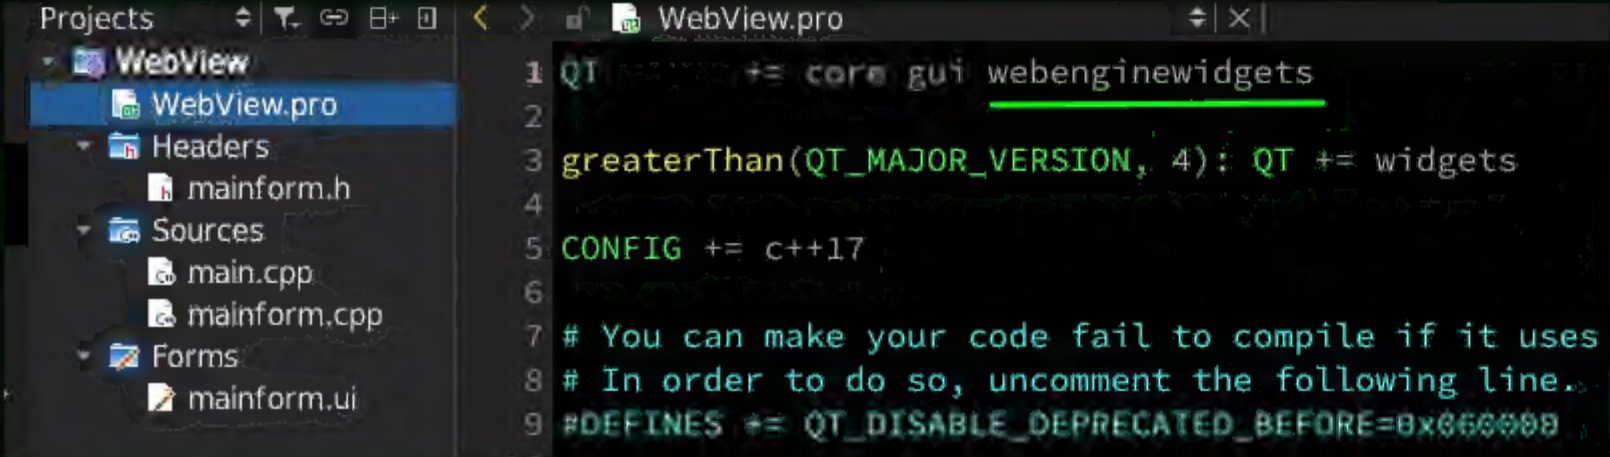 Projects
WebView.pro
WebView
WebView.pro
Headers
mainform.h
Sources
main.cpp
mainform.cpp
Forms
mainform.ui
1 QT += core gui webenginewidgets
2
3 greaterThan(QT_MAJOR_VERSION, 4): QT += widgets
4
5 CONFIG += c++17
6
7 # You can make your code fail to compile if it uses
8 # In order to do so, uncomment the following line.
9 #DEFINES += QT_DISABLE_DEPRECATED_BEFORE=0x060000